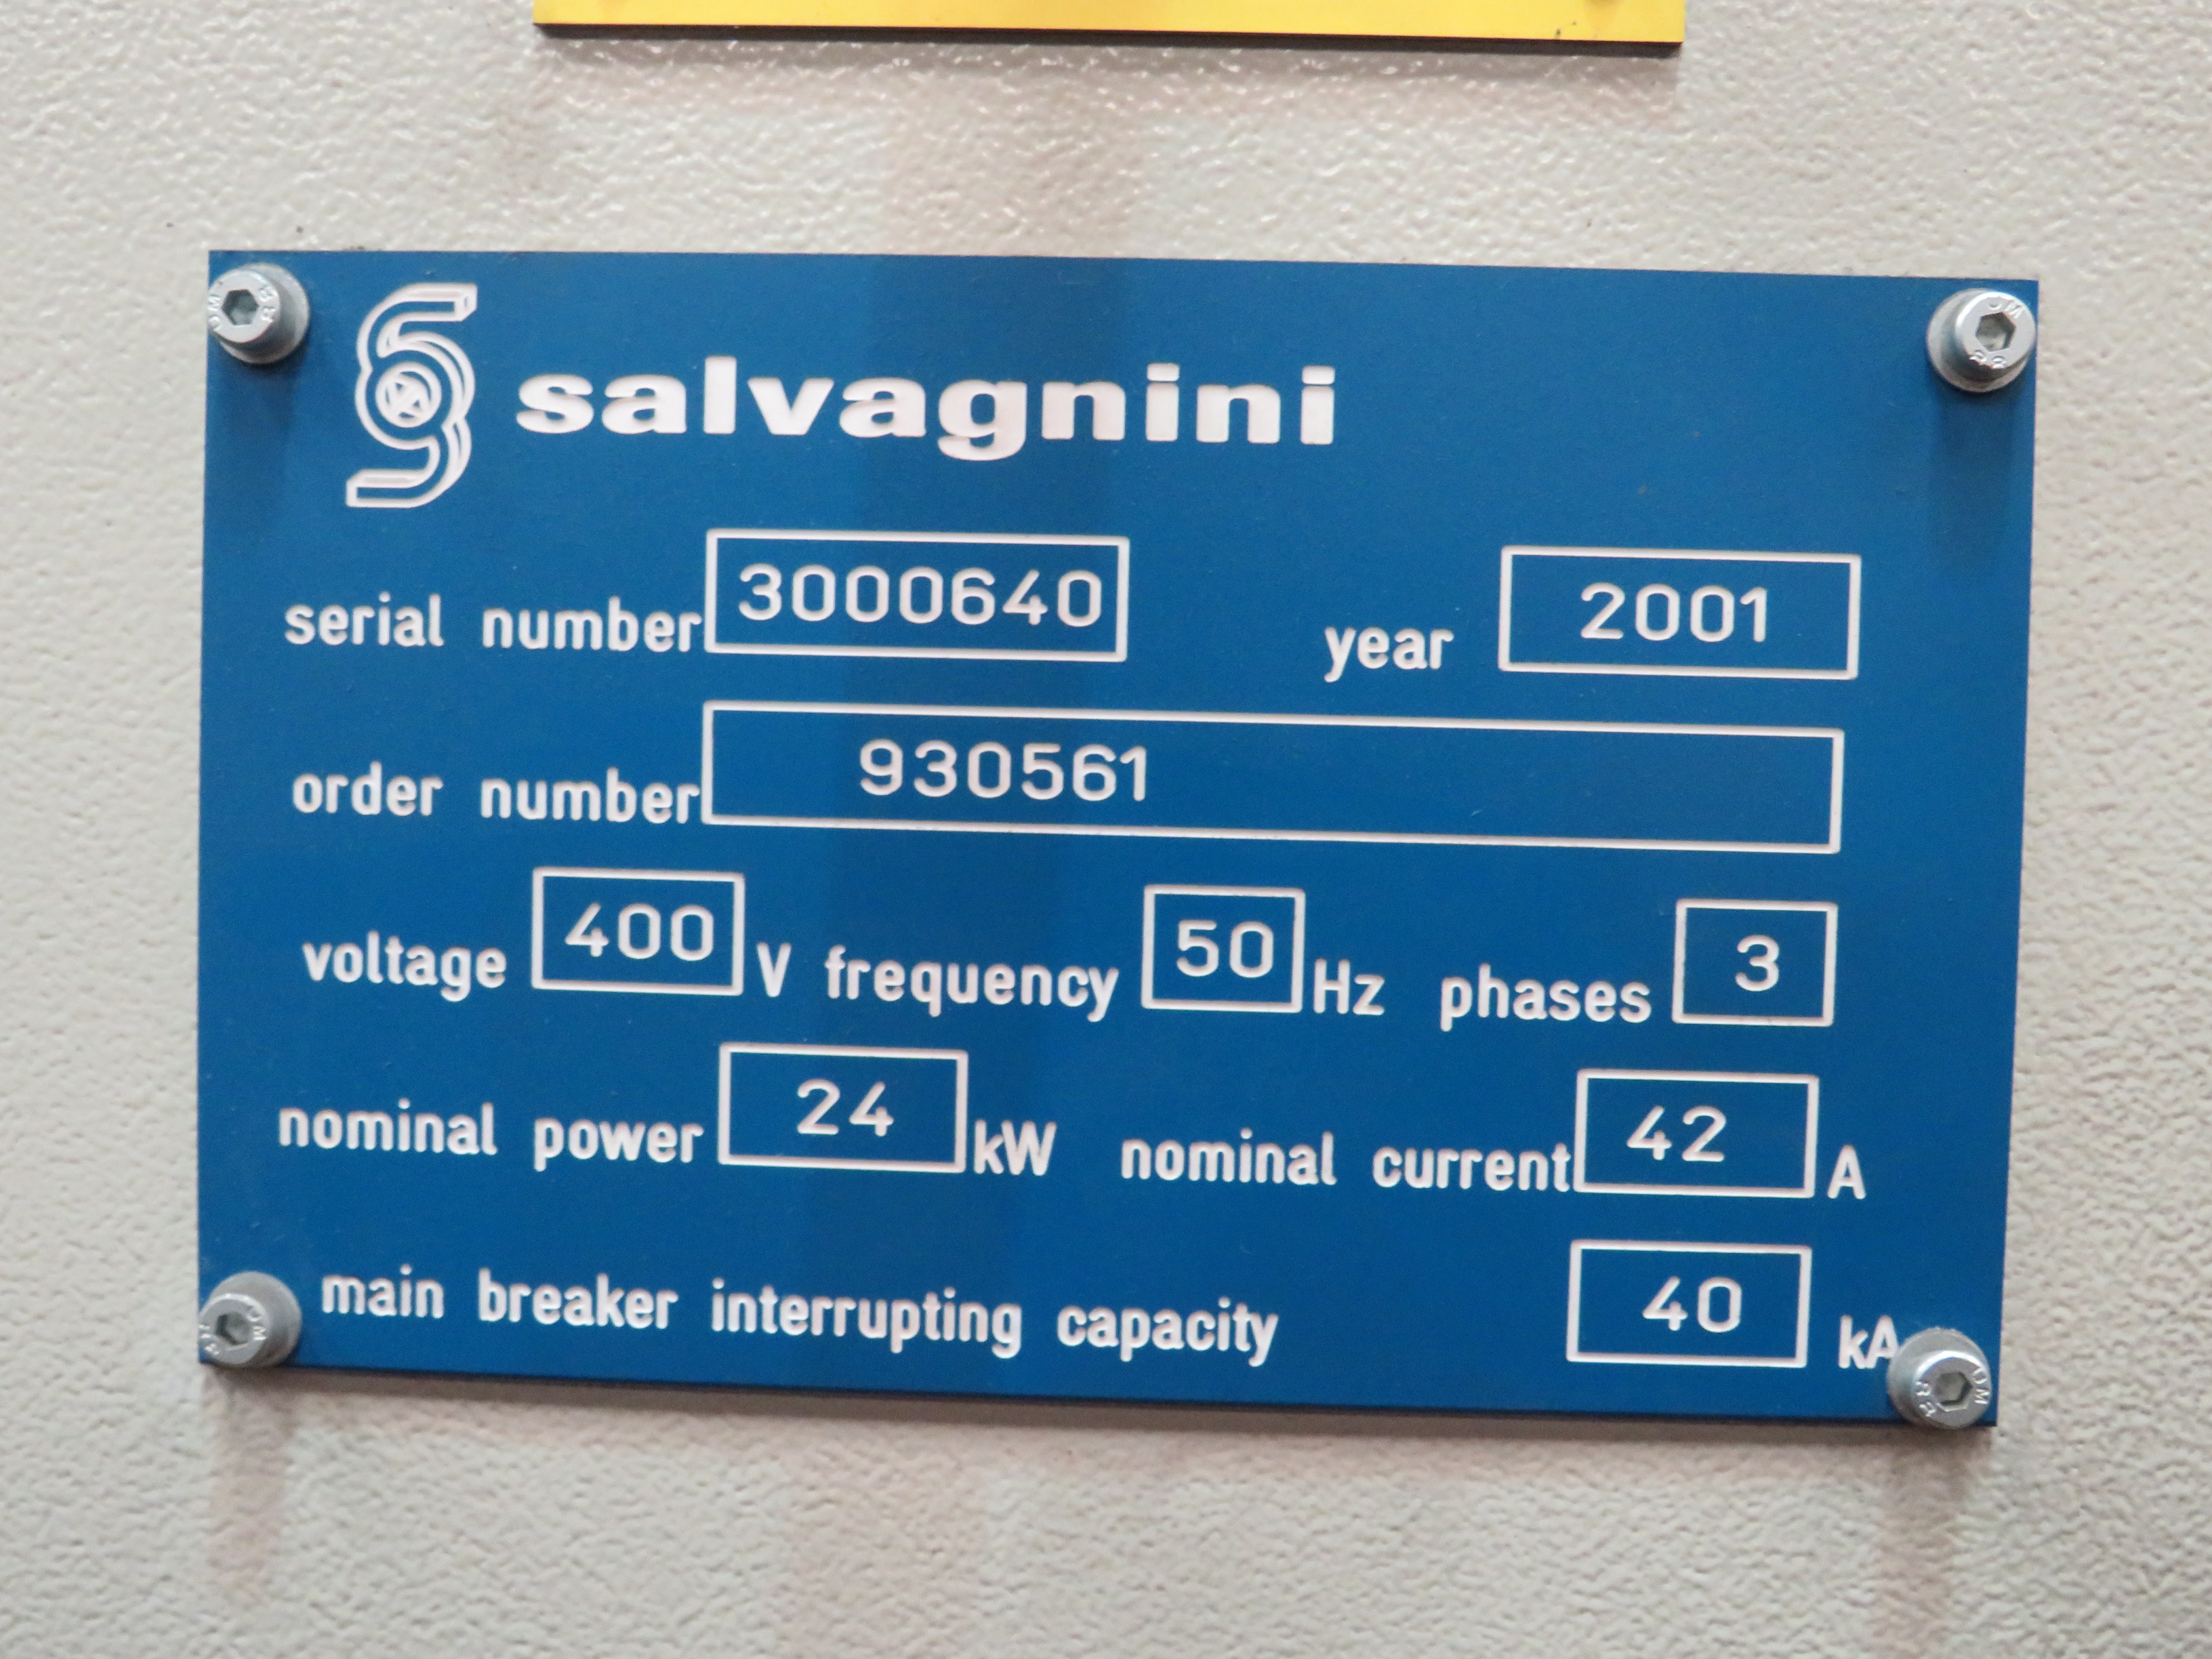 salvagnini
serial number 3000640 year 2001
order number 930561
voltage 400 V frequency 50 Hz phases 3
nominal power 24 kW nominal current 42 A
main breaker interrupting capacity 40 kA